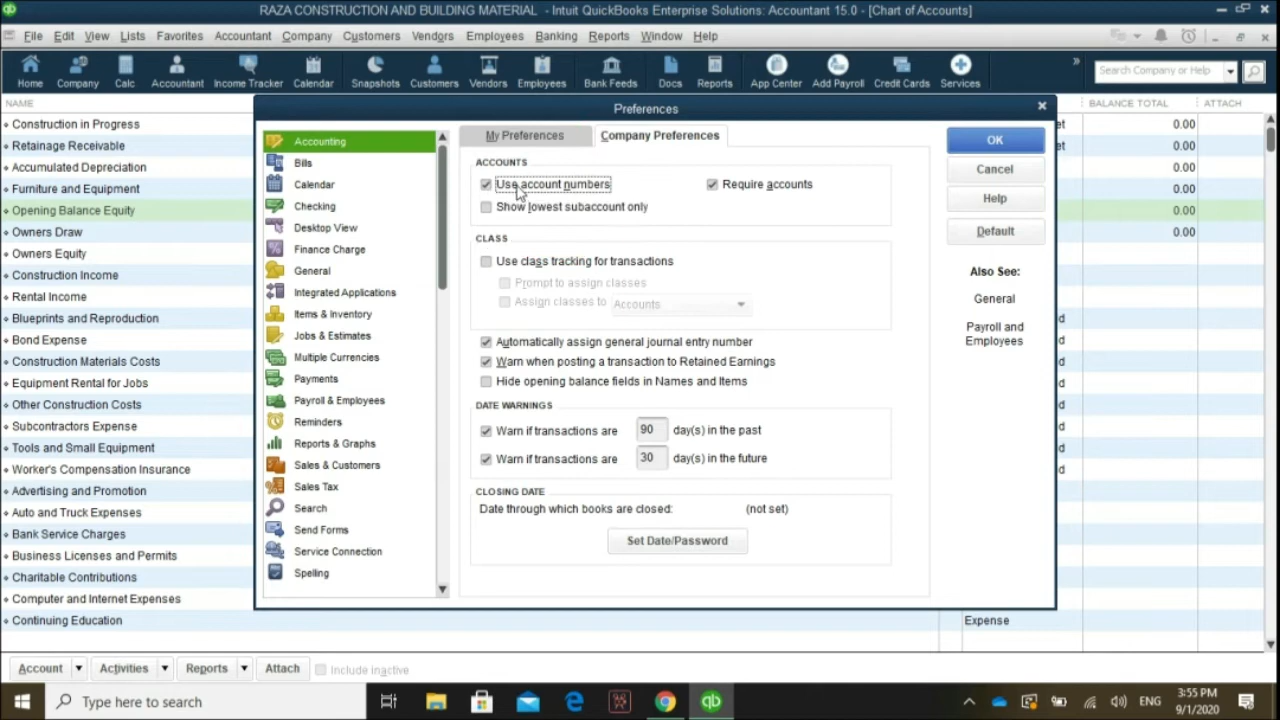 RAZA CONSTRUCTION AND BUILDING MATERIAL - Intuit QuickBooks Enterprise Solutions: Accountant 15.0 - [Chart of Accounts]
File Edit View Lists Favorites Accountant Company Customers Vendors Employees Banking Reports Window Help
Home Company Calc Accountant Income Tracker Calendar Snapshots Customers Vendors Employees Bank Feeds Docs Reports App Center Add Payroll Credit Cards Services
Search Company or Help
NAME
BALANCE TOTAL
ATTACH
Construction in Progress
Retainage Receivable
Accumulated Depreciation
Furniture and Equipment
Opening Balance Equity
Owners Draw
Owners Equity
Construction Income
Rental Income
Blueprints and Reproduction
Bond Expense
Construction Materials Costs
Equipment Rental for Jobs
Other Construction Costs
Subcontractors Expense
Tools and Small Equipment
Worker's Compensation Insurance
Advertising and Promotion
Auto and Truck Expenses
Bank Service Charges
Business Licenses and Permits
Charitable Contributions
Computer and Internet Expenses
Continuing Education
Preferences
Accounting
Bills
Calendar
Checking
Desktop View
Finance Charge
General
Integrated Applications
Items & Inventory
Jobs & Estimates
Multiple Currencies
Payments
Payroll & Employees
Reminders
Reports & Graphs
Sales & Customers
Sales Tax
Search
Send Forms
Service Connection
Spelling
My Preferences
Company Preferences
ACCOUNTS
Use account numbers
Require accounts
Show lowest subaccount only
CLASS
Use class tracking for transactions
Prompt to assign classes
Assign classes to Accounts
Automatically assign general journal entry number
Warn when posting a transaction to Retained Earnings
Hide opening balance fields in Names and Items
DATE WARNINGS
Warn if transactions are 90 day(s) in the past
Warn if transactions are 30 day(s) in the future
CLOSING DATE
Date through which books are closed: (not set)
Set Date/Password
OK
Cancel
Help
Default
Also See:
General
Payroll and
Employees
et 0.00
et 0.00
0.00
0.00
0.00
0.00
d
d
d
d
d
d
d
d
Expense
Account Activities Reports Attach Include inactive
Type here to search
ENG
3:55 PM
9/1/2020